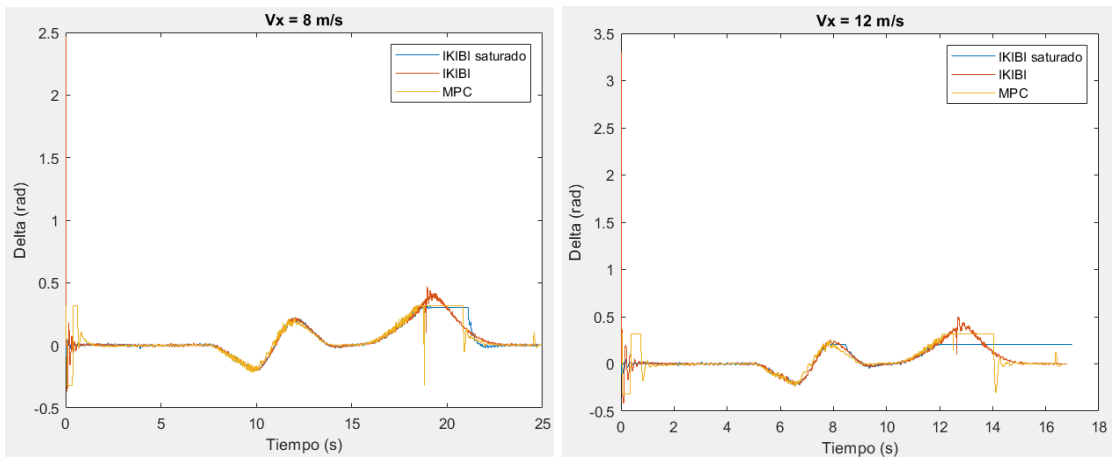 Vx = 8 m/s
2.5
2
1.5
1
0.5
0
-0.5
Delta (rad)
IKIBI saturado
IKIBI
MPC
0 5 10 15 20 25
Tiempo (s)
Vx = 12 m/s
3.5
3
2.5
2
1.5
1
0.5
0
-0.5
Delta (rad)
IKIBI saturado
IKIBI
MPC
0 2 4 6 8 10 12 14 16 18
Tiempo (s)